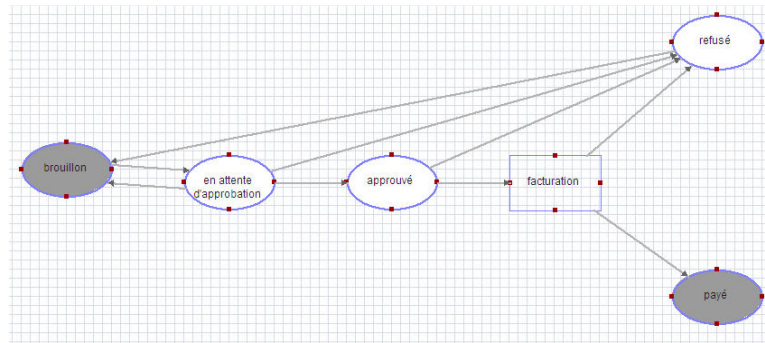 refusé
brouillon
en attente
d'approbation
approuvé
facturation
payé